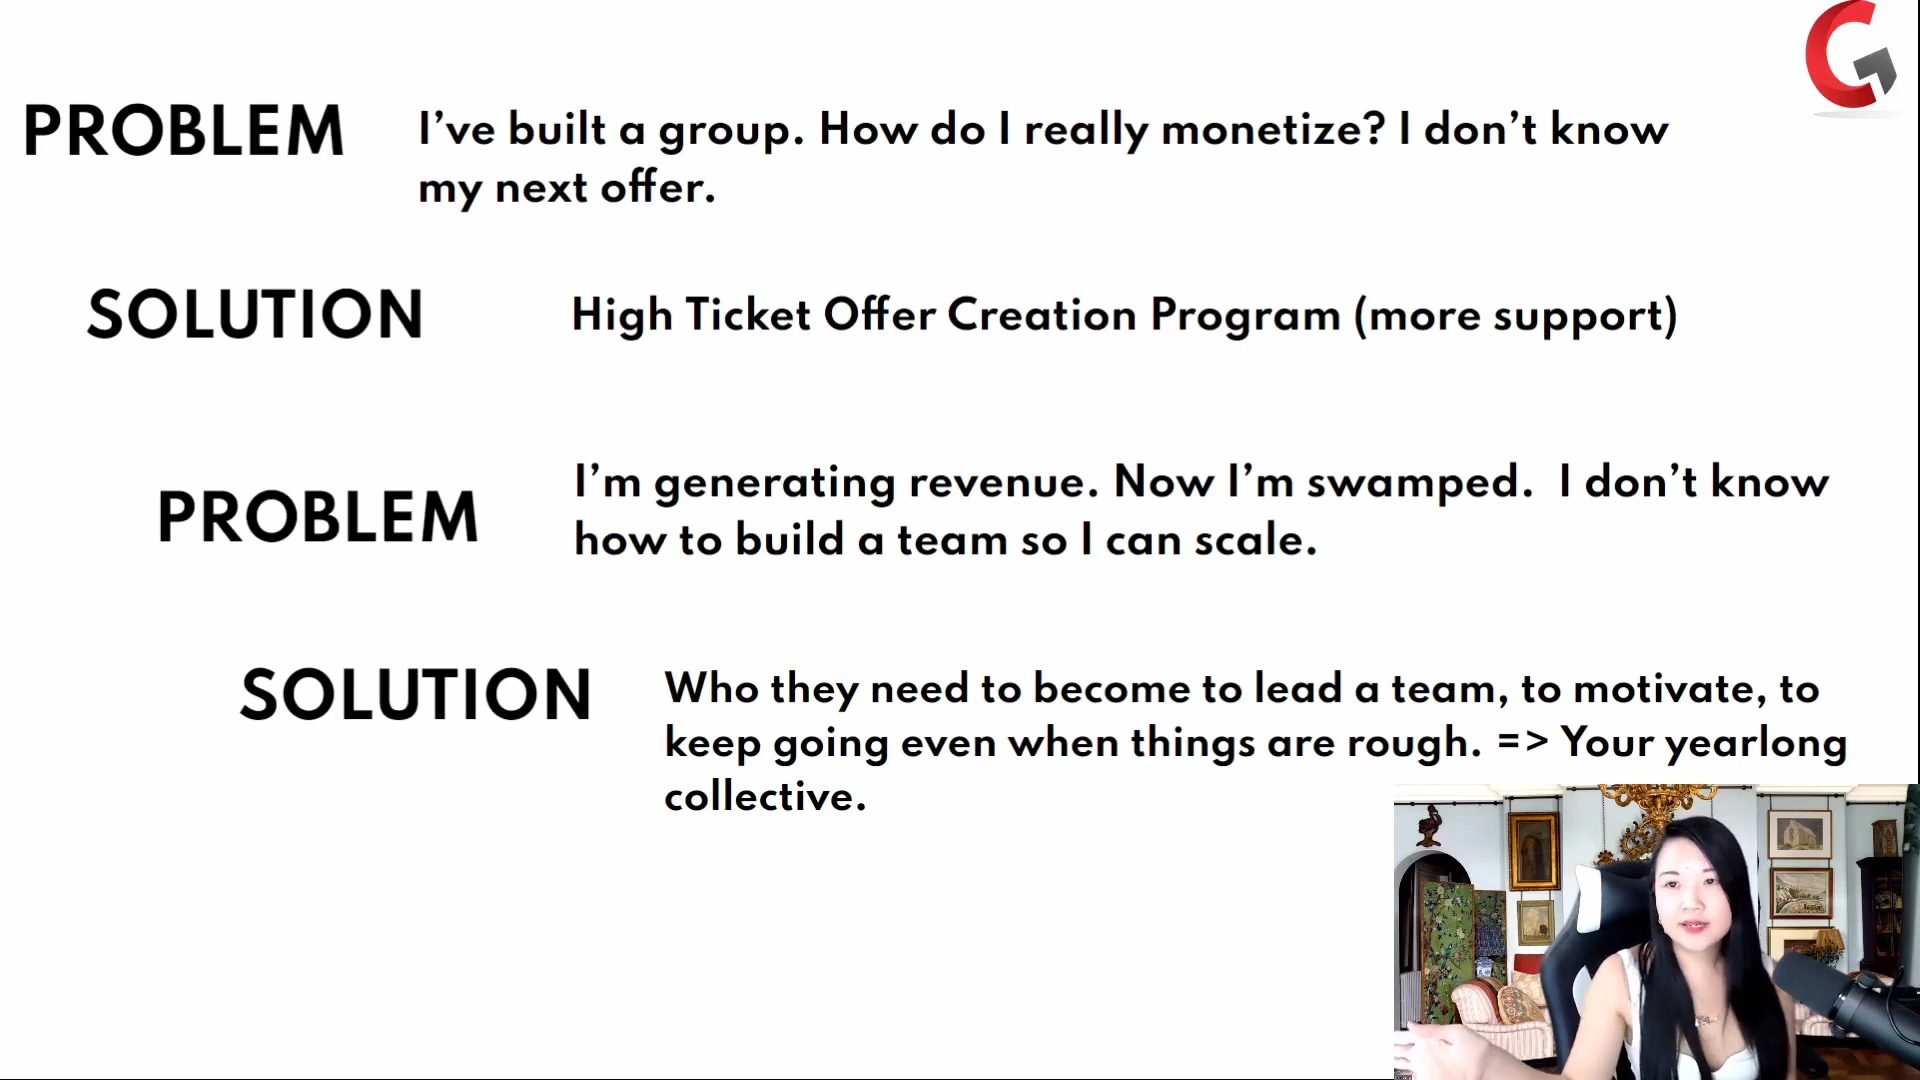 PROBLEM
I've built a group. How do I really monetize? I don't know
my next offer.
SOLUTION
High Ticket Offer Creation Program (more support)
PROBLEM
I'm generating revenue. Now I'm swamped.  I don't know
how to build a team so I can scale.
SOLUTION
Who they need to become to lead a team, to motivate, to
keep going even when things are rough. => Your yearlong
collective.